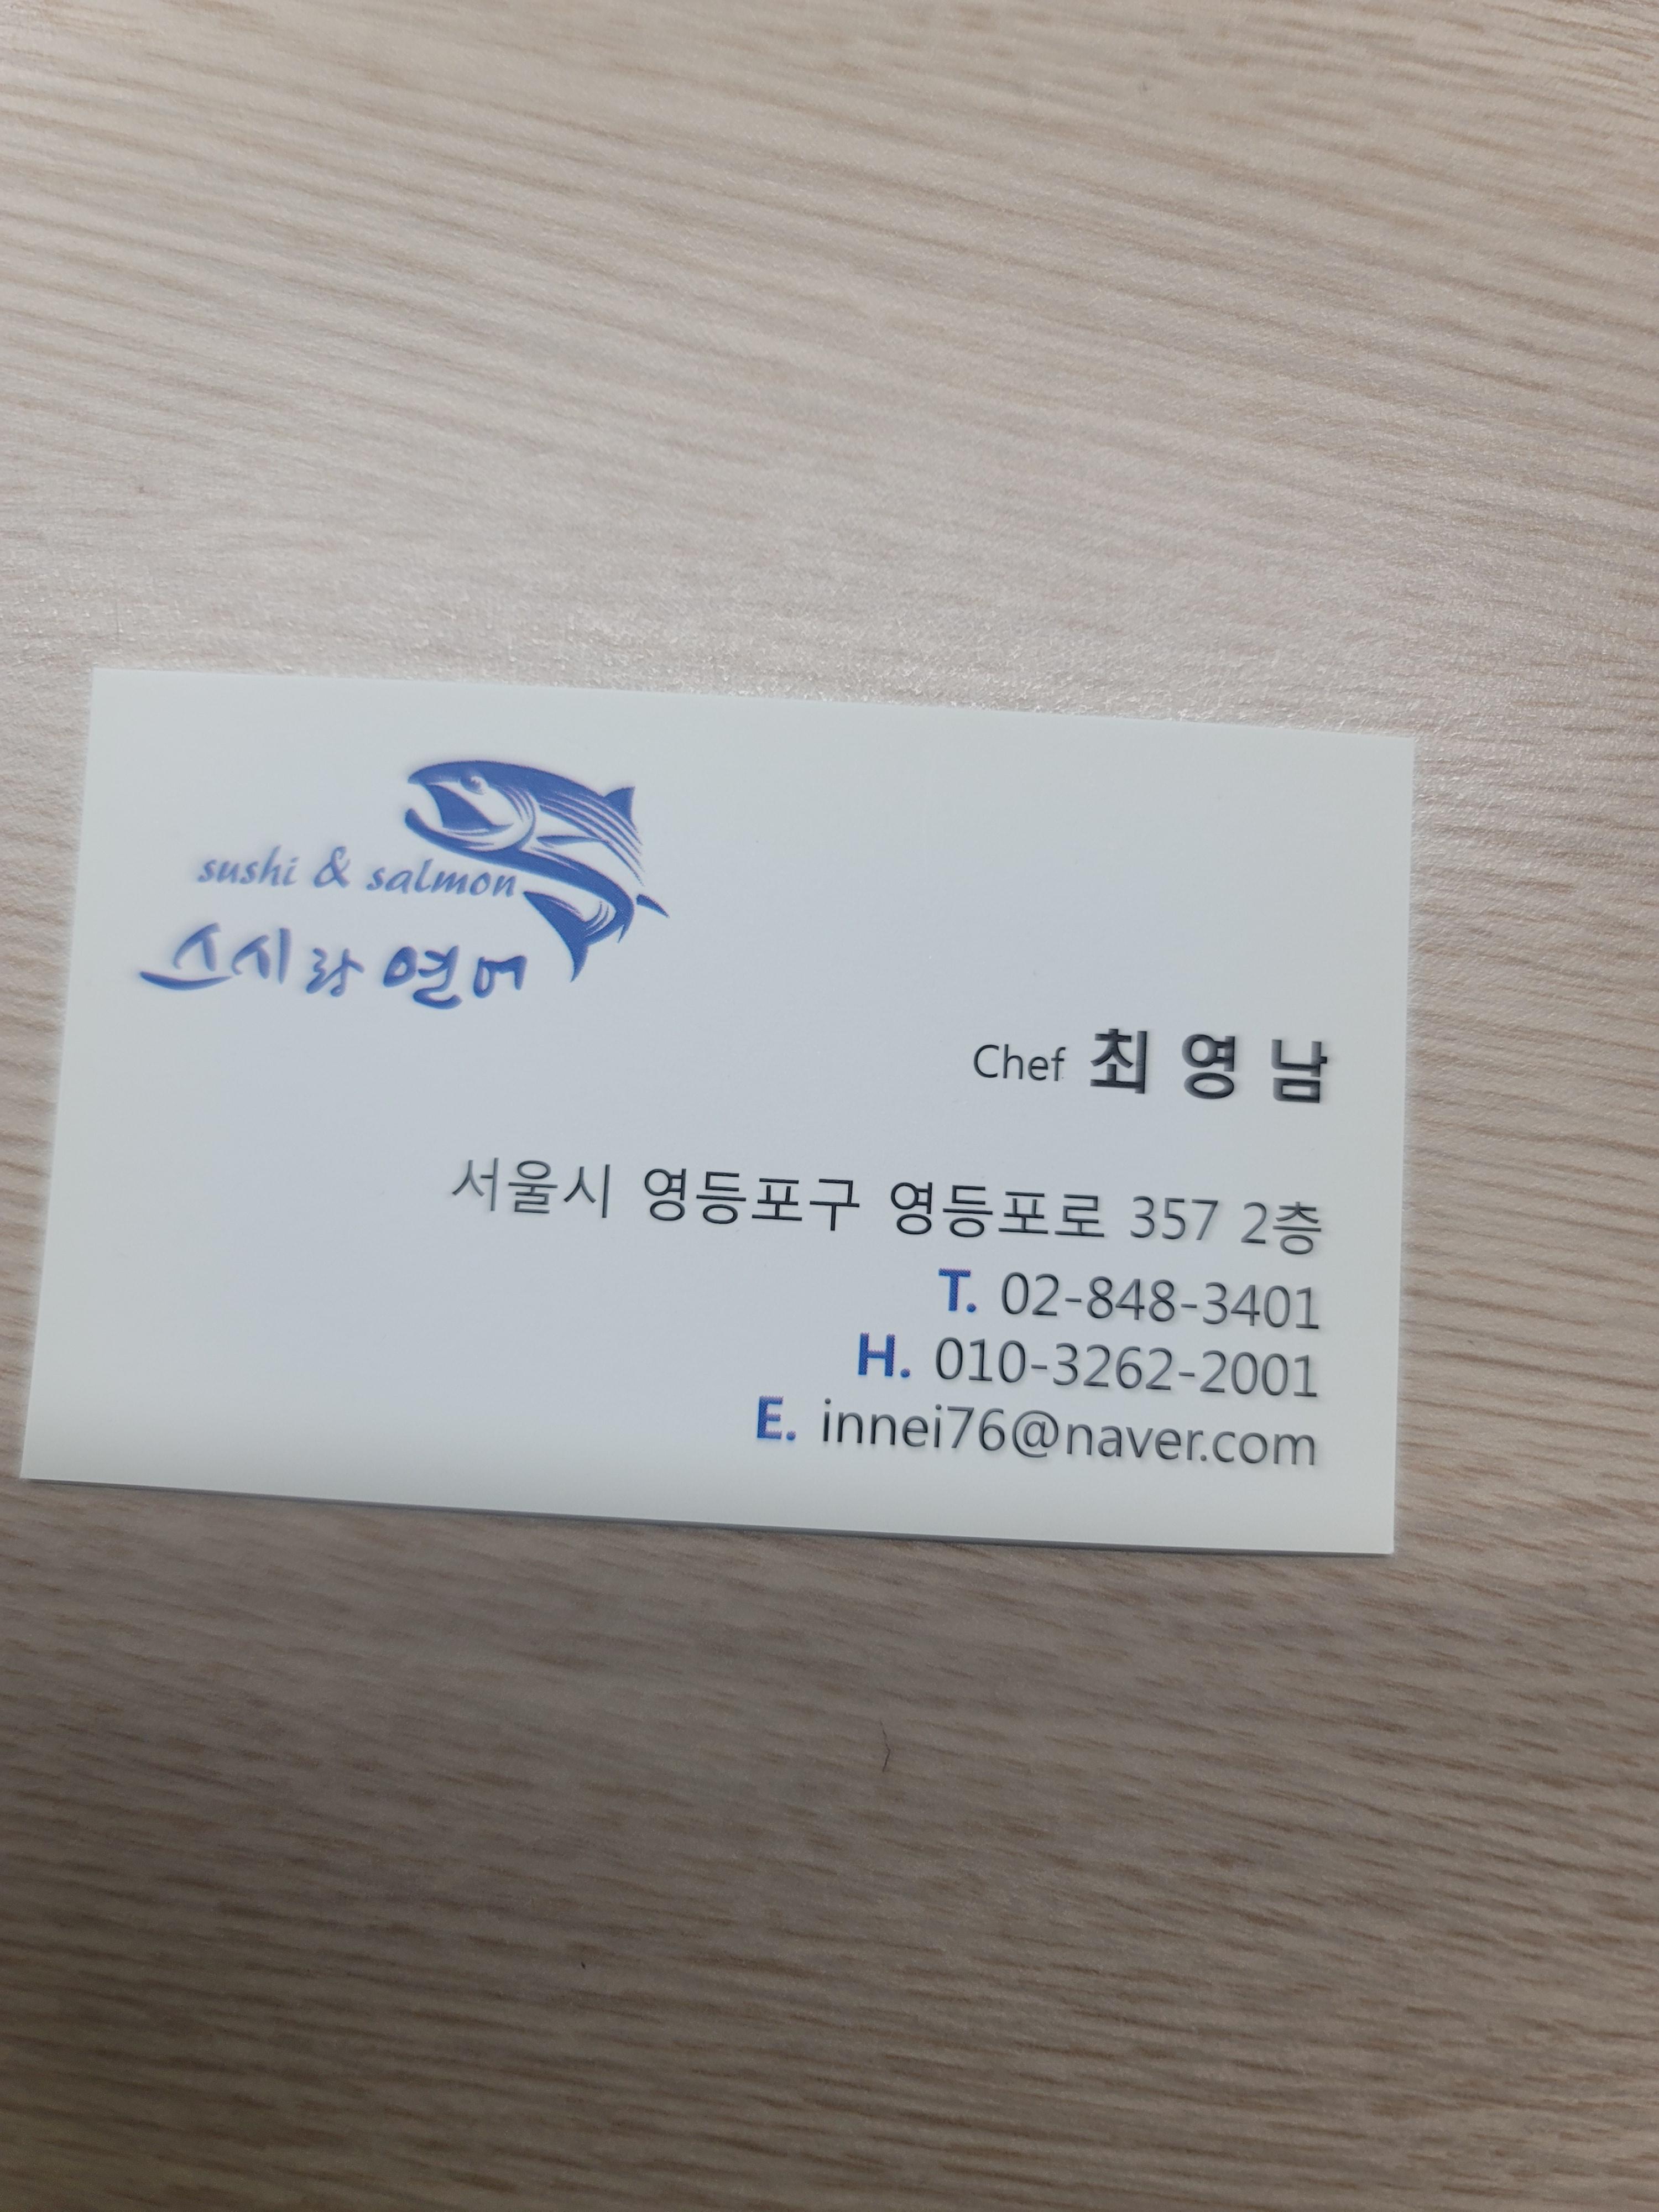 sushi & salmon
스시랑 연어
Chef 최영남
서울시 영등포구 영등포로 357 2층
T. 02-848-3401
H. 010-3262-2001
E. innei76@naver.com